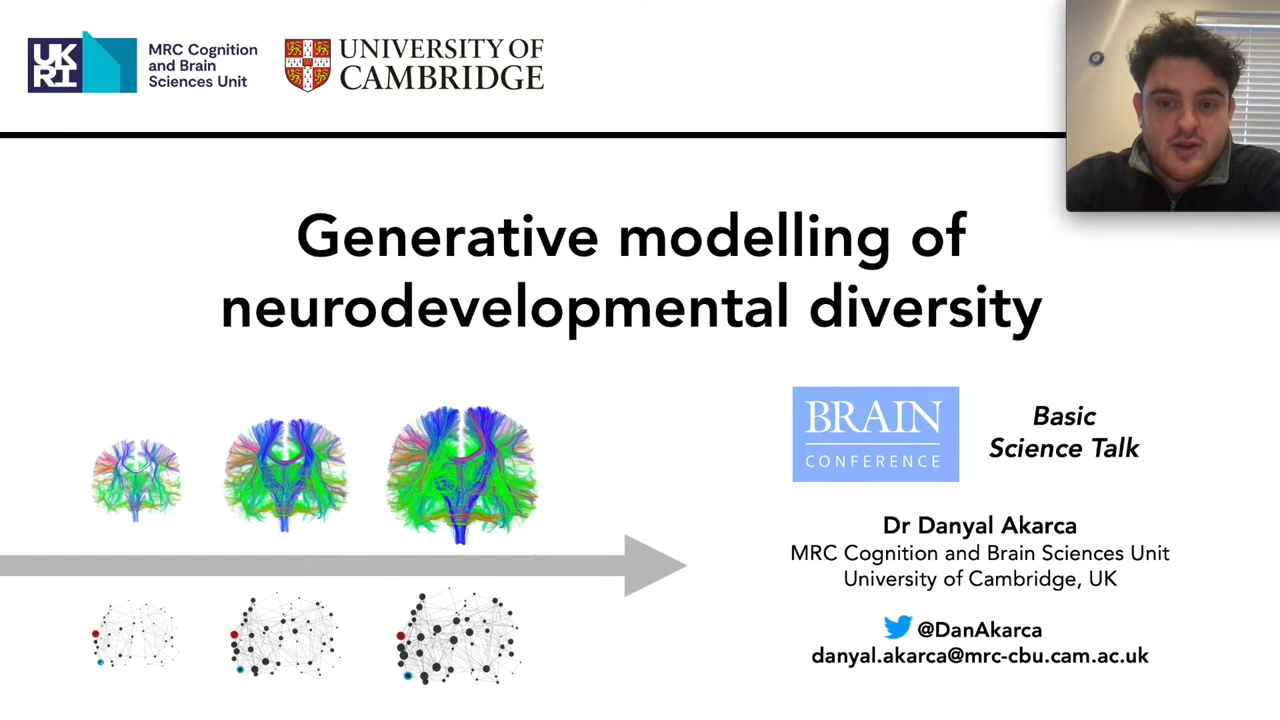 UK
RI
MRC Cognition
and Brain
Sciences Unit
UNIVERSITY OF
CAMBRIDGE
Generative modelling of
neurodevelopmental diversity
BRAIN
CONFERENCE
Basic
Science Talk
Dr Danyal Akarca
MRC Cognition and Brain Sciences Unit
University of Cambridge, UK
@DanAkarca
danyal.akarca@mrc-cbu.cam.ac.uk